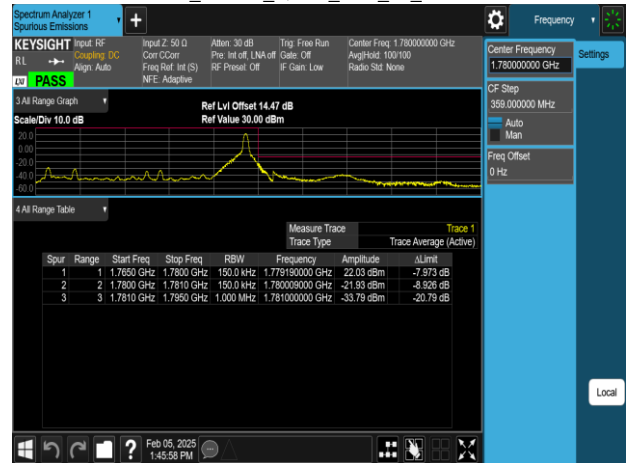 Spectrum Analyzer 1
Spurious Emissions
+
Frequency
KEYSIGHT
RL
Align: Auto
LXI
PASS
Input: RF
Coupling: DC
Input Z: 50 Ω
Corr CCorr
Freq Ref: Int (S)
NFE: Adaptive
Atten: 30 dB
Pre: Int off, LNA off
RF Presel: Off
Trig: Free Run
Gate: Off
IF Gain: Low
Center Freq: 1.780000000 GHz
Avg|Hold: 100/100
Radio Std: None
Center Frequency
1.780000000 GHz
Settings
CF Step
359.000000 MHz
Auto
Man
Freq Offset
0 Hz
3 All Range Graph
Scale/Div 10.0 dB
Ref Lvl Offset 14.47 dB
Ref Value 30.00 dBm
20.0
0.00
-20.0
-40.0
-60.0
4 All Range Table
Measure Trace Trace 1
Trace Type Trace Average (Active)
Spur Range Start Freq Stop Freq RBW Frequency Amplitude ΔLimit
1 1 1.7650 GHz 1.7800 GHz 150.0 kHz 1.779190000 GHz 22.03 dBm -7.973 dB
2 2 1.7800 GHz 1.7810 GHz 150.0 kHz 1.780009000 GHz -21.93 dBm -8.926 dB
3 3 1.7810 GHz 1.7950 GHz 1.000 MHz 1.781000000 GHz -33.79 dBm -20.79 dB
Local
?
Feb 05, 2025
1:45:58 PM